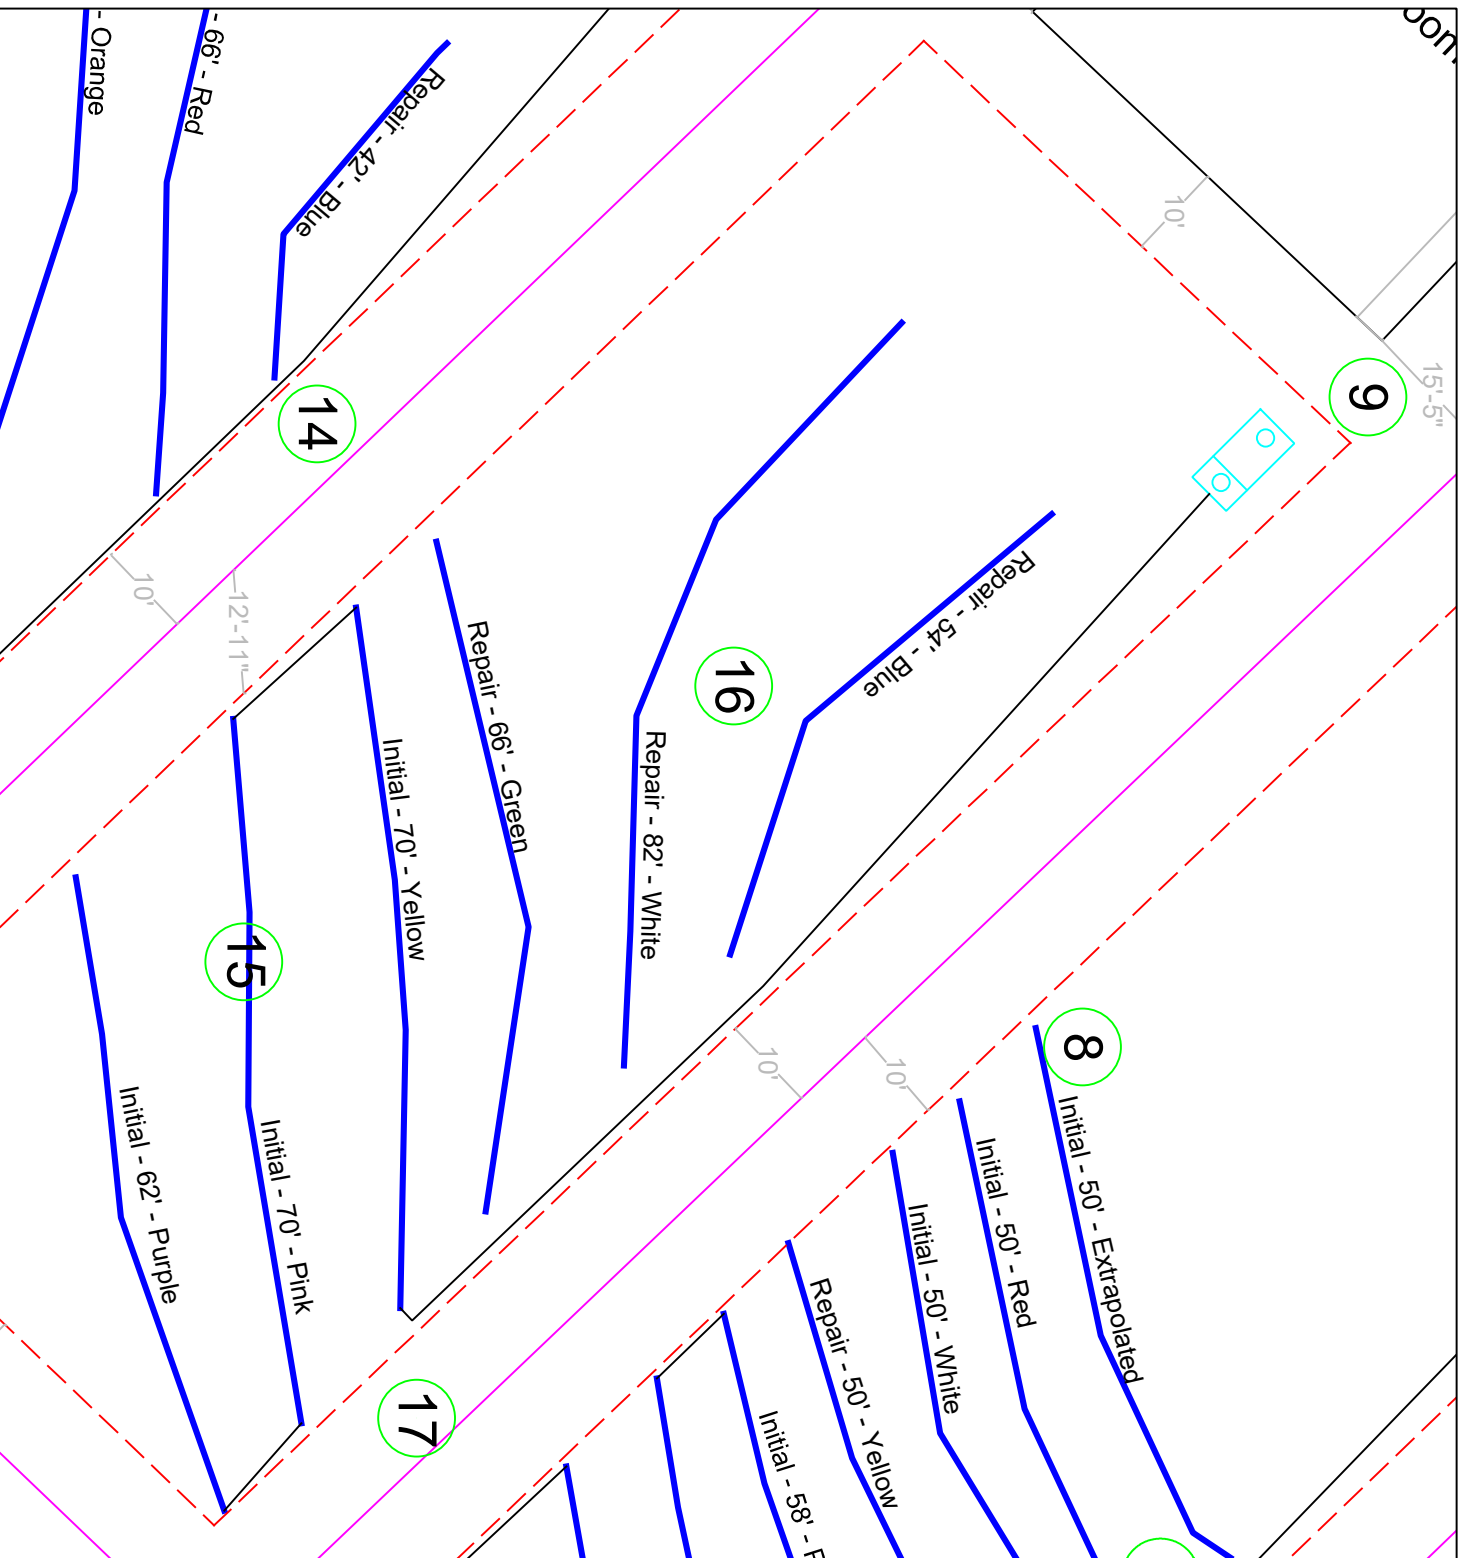 - Orange
- 66' - Red
Repair - 42' - Blue
oom
10'
15'-5"
9
14
10'
12'-11"
Repair - 66' - Green
16
Repair - 54' - Blue
Repair - 82' - White
Initial - 70' - Yellow
15
Initial - 62' - Purple
Initial - 70' - Pink
10'
10'
8
Initial - 50' - Extrapolated
Initial - 50' - Red
Initial - 50' - White
Repair - 50' - Yellow
Initial - 58' -
17